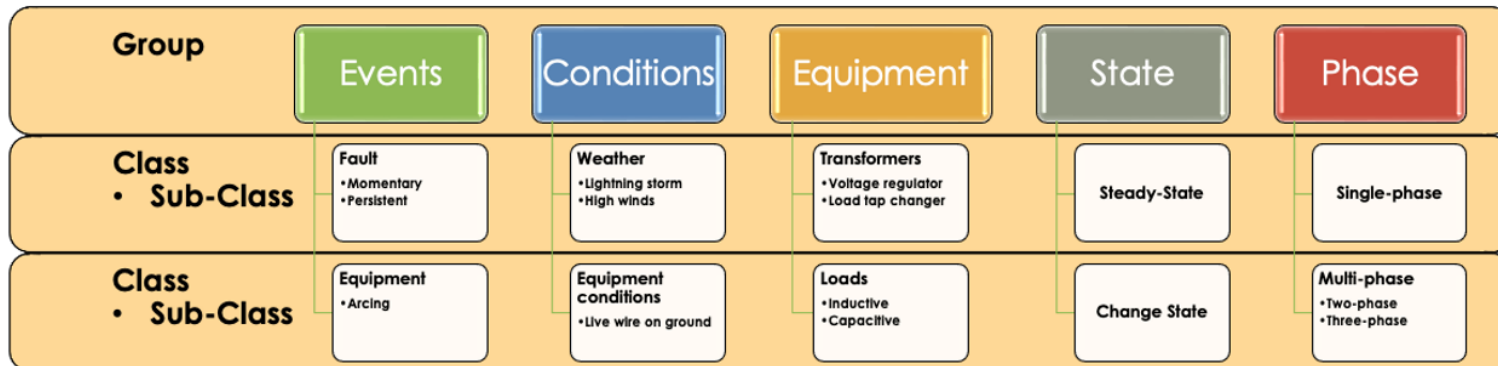 Group
Events
Conditions
Equipment
State
Phase
Class
• Sub-Class
Fault
•Momentary
•Persistent
Weather
•Lightning storm
•High winds
Transformers
•Voltage regulator
•Load tap changer
Steady-State
Single-phase
Class
• Sub-Class
Equipment
•Arcing
Equipment
conditions
•Live wire on ground
Loads
•Inductive
•Capacitive
Change State
Multi-phase
•Two-phase
•Three-phase